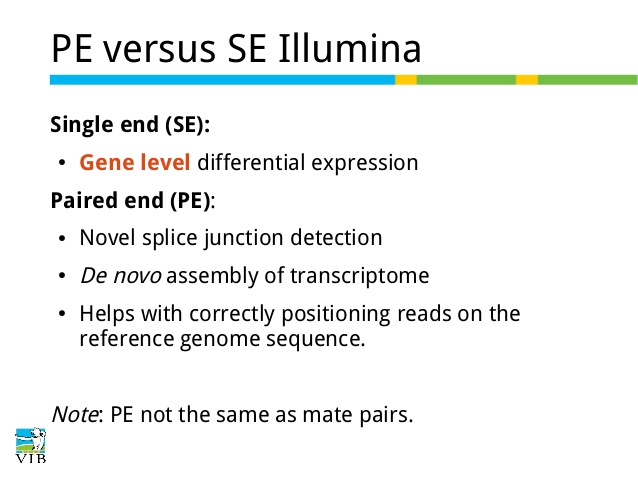 PE versus SE Illumina
Single end (SE):
• Gene level differential expression
Paired end (PE):
• Novel splice junction detection
• De novo assembly of transcriptome
• Helps with correctly positioning reads on the
reference genome sequence.
Note: PE not the same as mate pairs.
VIB